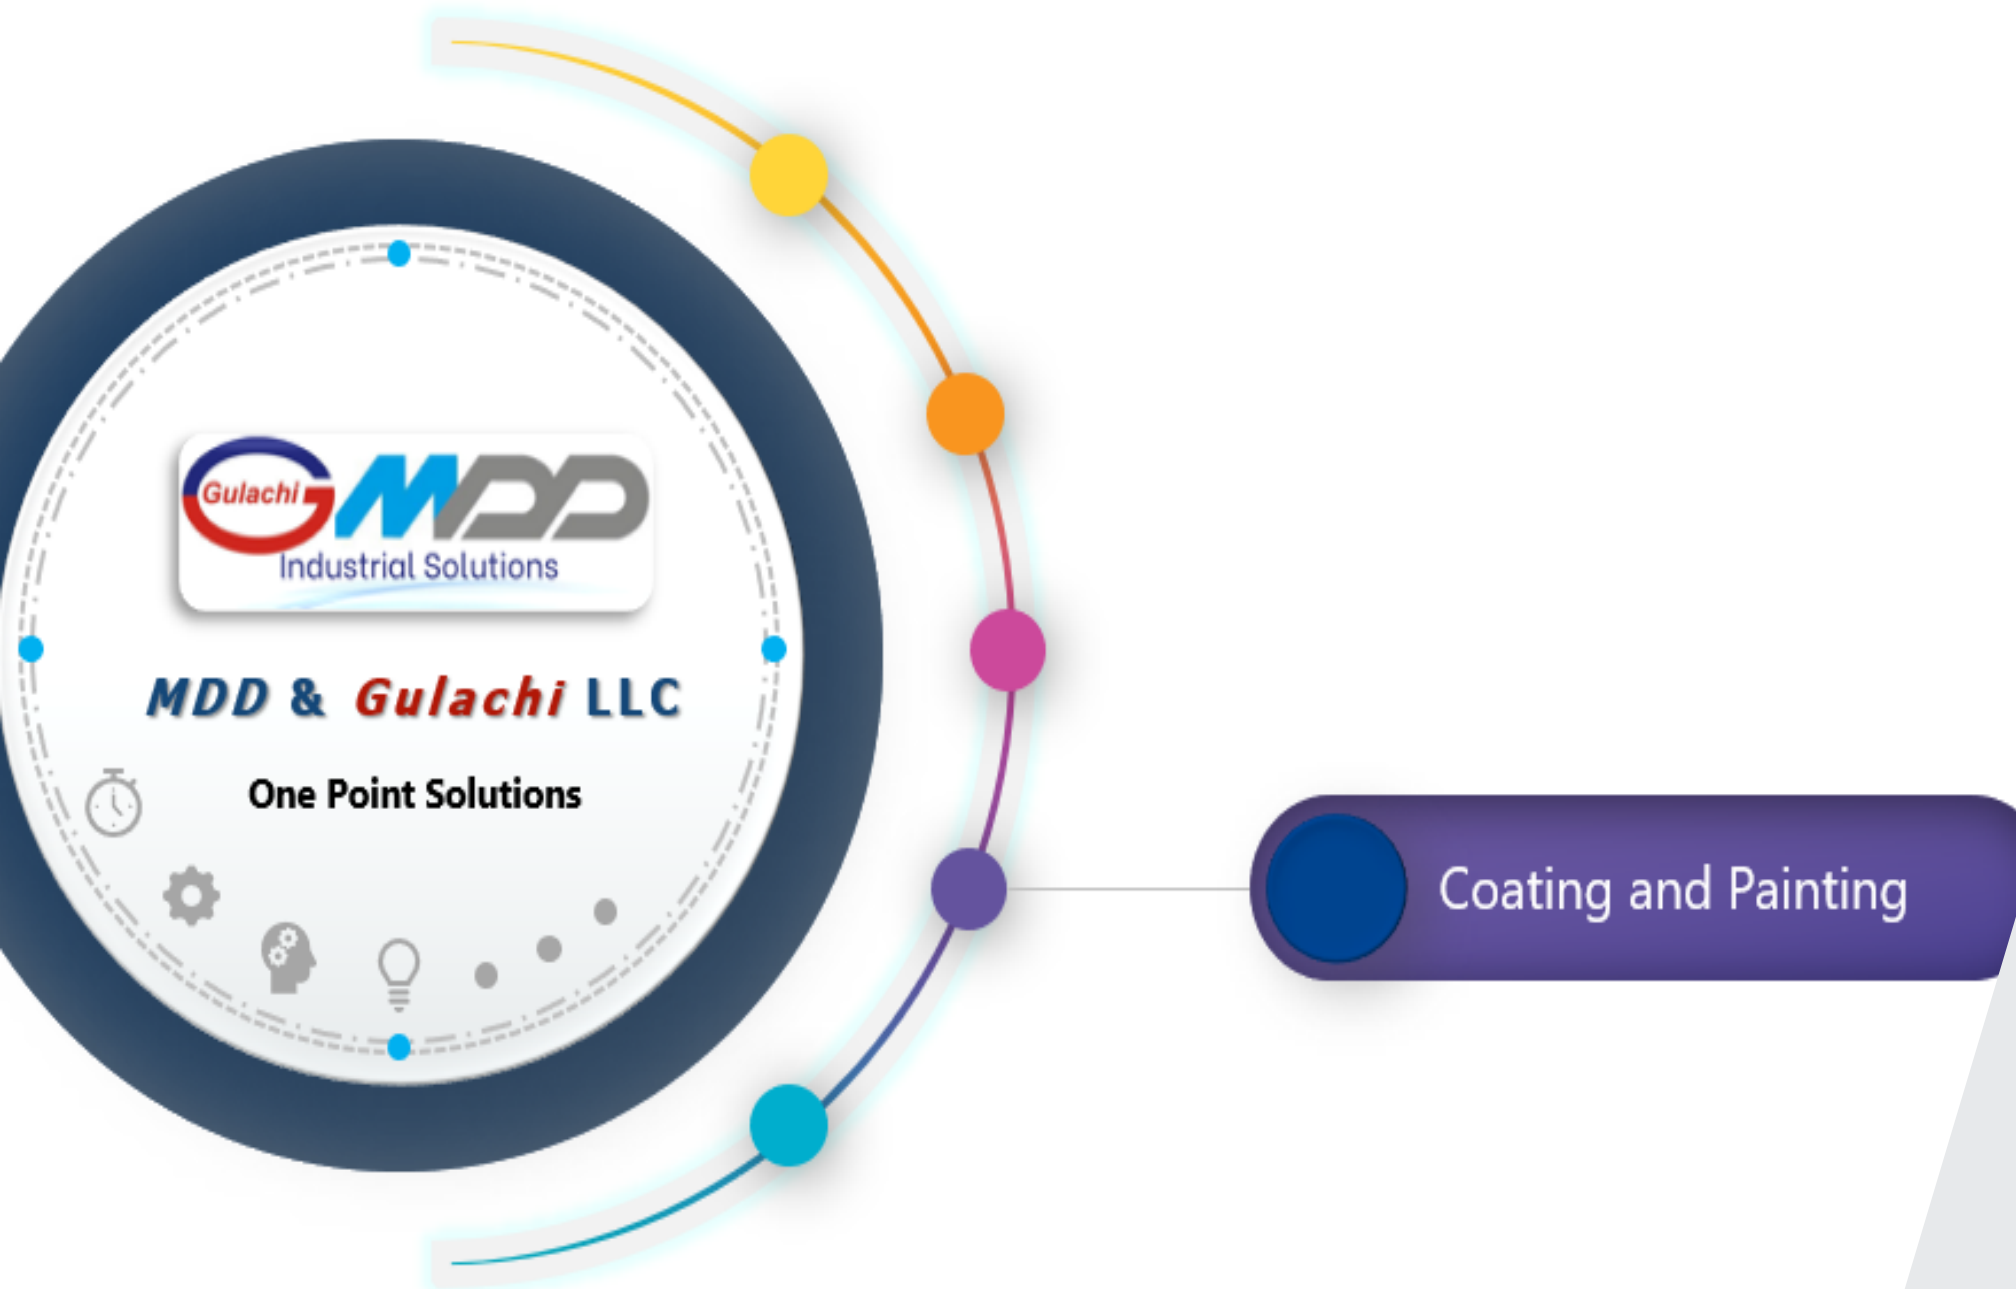 Gulachi MDD
Industrial Solutions
MDD & Gulachi LLC
One Point Solutions
Coating and Painting